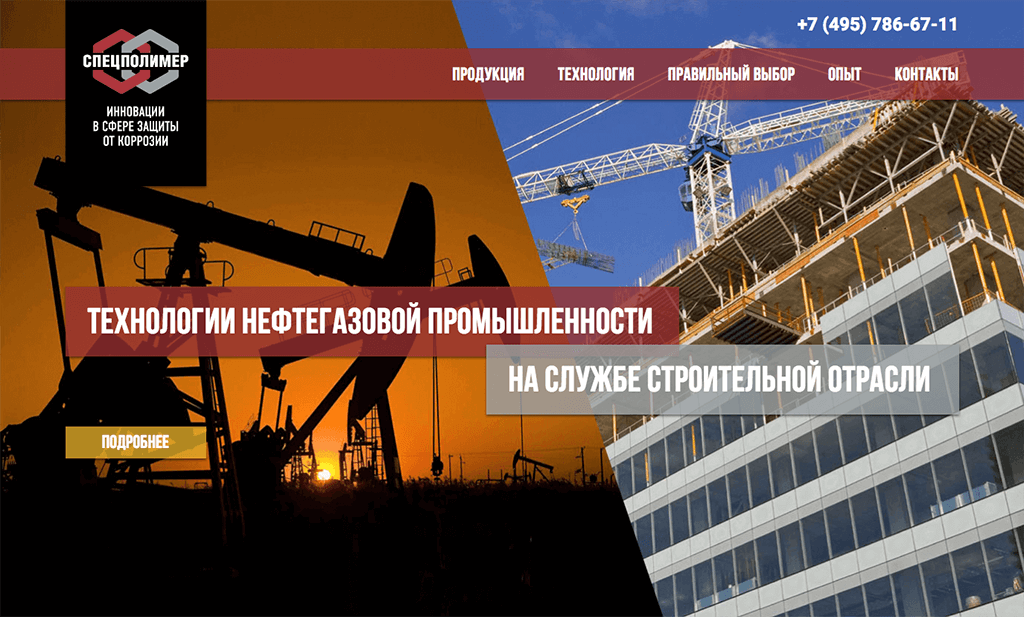 +7 (495) 786-67-11
СПЕЦПОЛИМЕР
ИННОВАЦИИ
В СФЕРЕ ЗАЩИТЫ
ОТ КОРРОЗИИ
ПРОДУКЦИЯ ТЕХНОЛОГИЯ ПРАВИЛЬНЫЙ ВЫБОР ОПЫТ КОНТАКТЫ
ТЕХНОЛОГИИ НЕФТЕГАЗОВОЙ ПРОМЫШЛЕННОСТИ
НА СЛУЖБЕ СТРОИТЕЛЬНОЙ ОТРАСЛИ
ПОДРОБНЕЕ